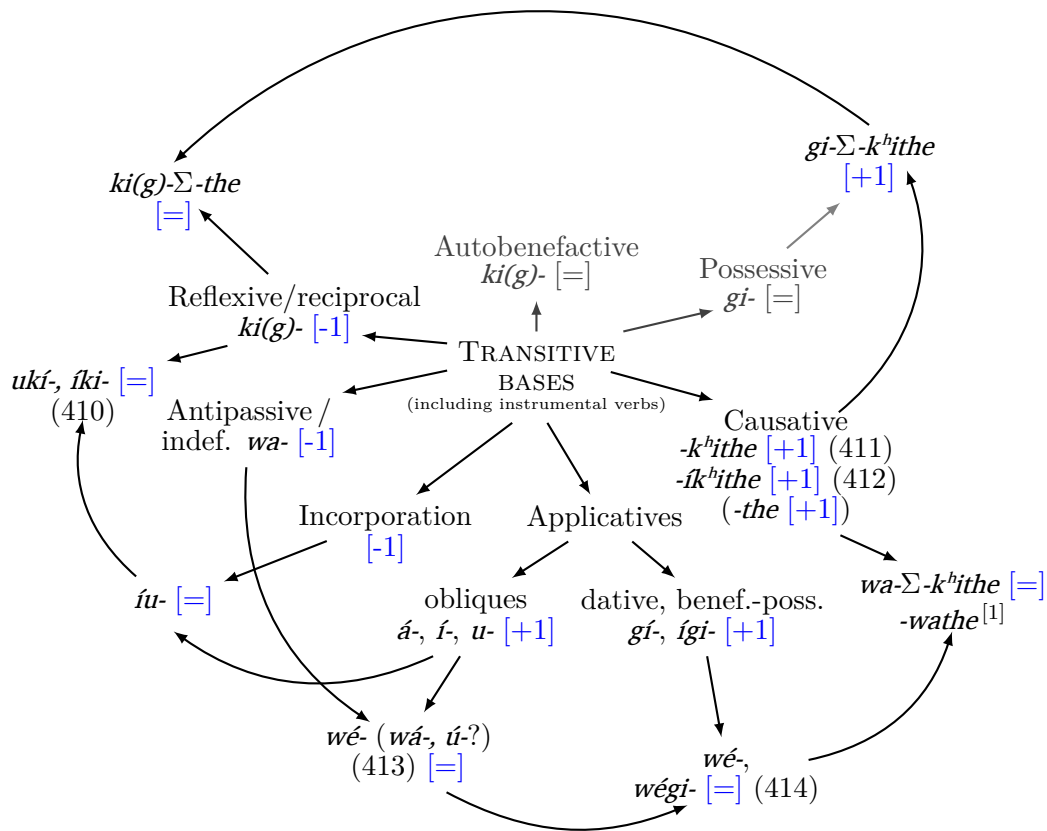 gi-Σ-kʰithe
[+1]
ki(g)-Σ-the
[=]
Autobenefactive
ki(g)- [=]
Possessive
gi- [=]
Reflexive/reciprocal
ki(g)- [-1]
TRANSITIVE
BASES
(including instrumental verbs)
ukí-, íki- [=]
(410)
Antipassive /
indef. wa- [-1]
Causative
-kʰithe [+1] (411)
-íkʰithe [+1] (412)
(-the [+1])
Incorporation
[-1]
Applicatives
íu- [=]
obliques
á-, í-, u- [+1]
dative, benef.-poss.
gí-, ígi- [+1]
wa-Σ-kʰithe [=]
-wathe[1]
wé- (wá-, ú-?)
(413) [=]
wé-,
wégi- [=] (414)